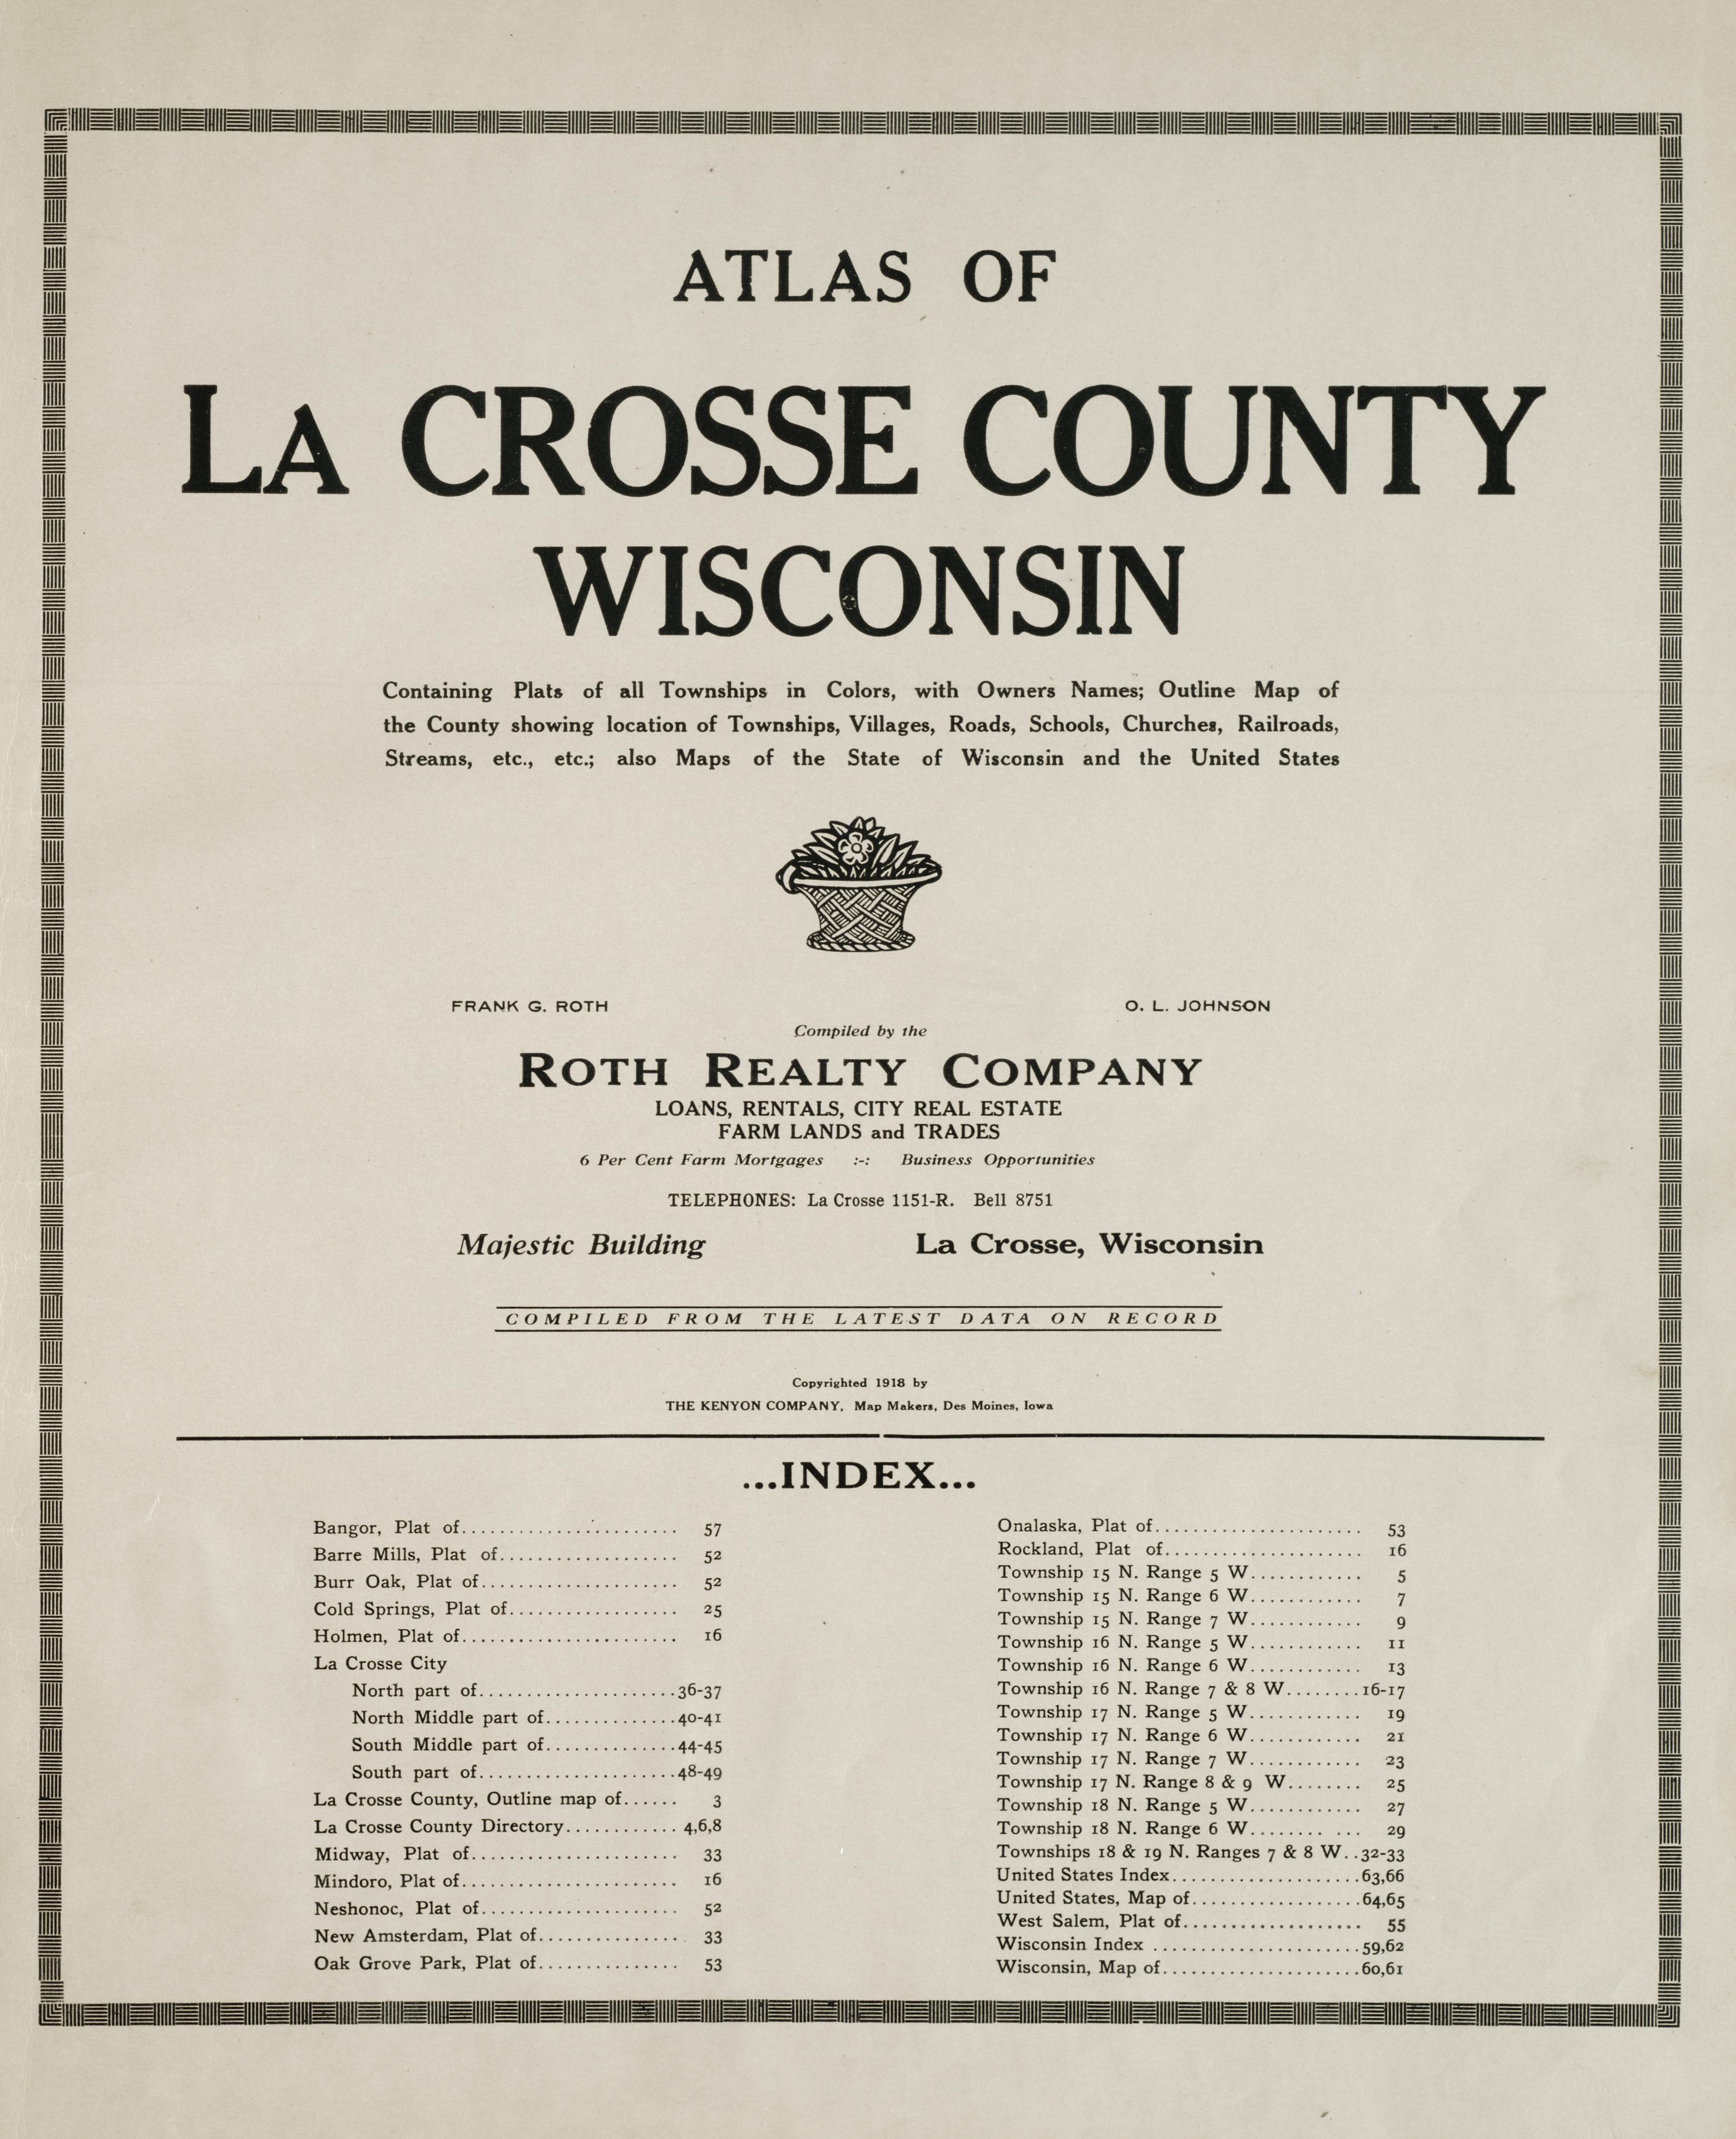 ATLAS OF
LA CROSSE COUNTY
WISCONSIN
Containing Plats of all Townships in Colors, with Owners Names; Outline Map of
the County showing location of Townships, Villages, Roads, Schools, Churches, Railroads,
Streams, etc., etc.; also Maps of the State of Wisconsin and the United States
FRANK G. ROTH O. L. JOHNSON
Compiled by the
ROTH REALTY COMPANY
LOANS, RENTALS, CITY REAL ESTATE
FARM LANDS and TRADES
6 Per Cent Farm Mortgages :-: Business Opportunities
TELEPHONES: La Crosse 1151-R. Bell 8751
Majestic Building La Crosse, Wisconsin
COMPILED FROM THE LATEST DATA ON RECORD
Copyrighted 1918 by
THE KENYON COMPANY, Map Makers, Des Moines, Iowa
...INDEX...
Bangor, Plat of....................... 57
Barre Mills, Plat of................... 52
Burr Oak, Plat of..................... 52
Cold Springs, Plat of.................. 25
Holmen, Plat of....................... 16
La Crosse City
North part of.....................36-37
North Middle part of..............40-41
South Middle part of..............44-45
South part of.....................48-49
La Crosse County, Outline map of...... 3
La Crosse County Directory............ 4,6,8
Midway, Plat of...................... 33
Mindoro, Plat of....................... 16
Neshonoc, Plat of..................... 52
New Amsterdam, Plat of............... 33
Oak Grove Park, Plat of............... 53
Onalaska, Plat of...................... 53
Rockland, Plat of..................... 16
Township 15 N. Range 5 W............ 5
Township 15 N. Range 6 W............ 7
Township 15 N. Range 7 W............ 9
Township 16 N. Range 5 W............ 11
Township 16 N. Range 6 W............ 13
Township 16 N. Range 7 & 8 W........16-17
Township 17 N. Range 5 W............ 19
Township 17 N. Range 6 W............ 21
Township 17 N. Range 7 W............ 23
Township 17 N. Range 8 & 9 W........ 25
Township 18 N. Range 5 W............ 27
Township 18 N. Range 6 W........ ... 29
Townships 18 & 19 N. Ranges 7 & 8 W..32-33
United States Index....................63,66
United States, Map of..................64,65
West Salem, Plat of................... 55
Wisconsin Index ......................59,62
Wisconsin, Map of.....................60,61